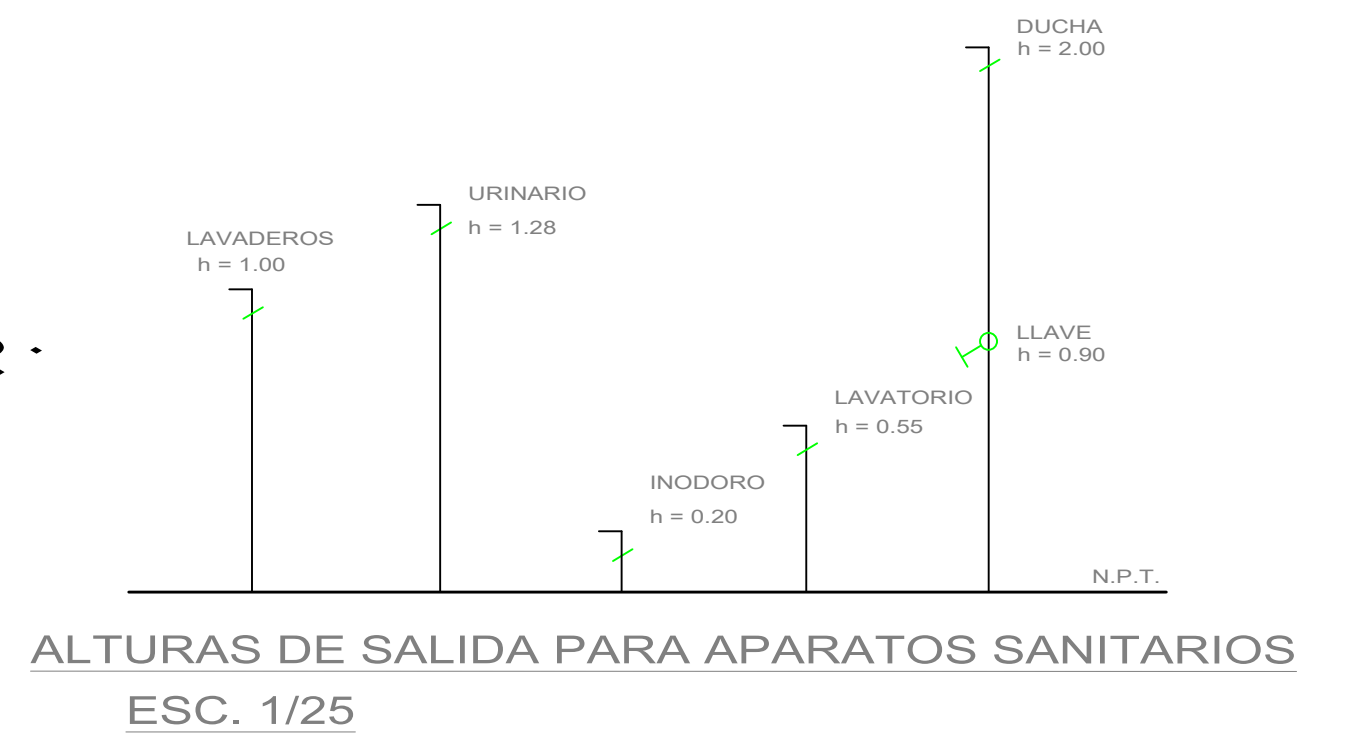 DUCHA
h = 2.00
URINARIO
h = 1.28
LAVADEROS
h = 1.00
LLAVE
h = 0.90
LAVATORIO
h = 0.55
INODORO
h = 0.20
N.P.T.
ALTURAS DE SALIDA PARA APARATOS SANITARIOS
ESC. 1/25